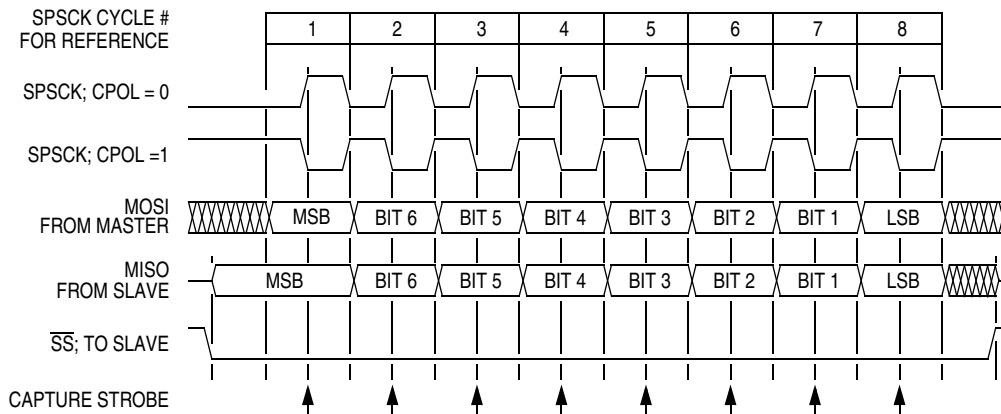 SPSCK CYCLE #
FOR REFERENCE
1 2 3 4 5 6 7 8
SPSCK; CPOL = 0
SPSCK; CPOL =1
MOSI
FROM MASTER
MSB BIT 6 BIT 5 BIT 4 BIT 3 BIT 2 BIT 1 LSB
MISO
FROM SLAVE
MSB BIT 6 BIT 5 BIT 4 BIT 3 BIT 2 BIT 1 LSB
SS; TO SLAVE
CAPTURE STROBE